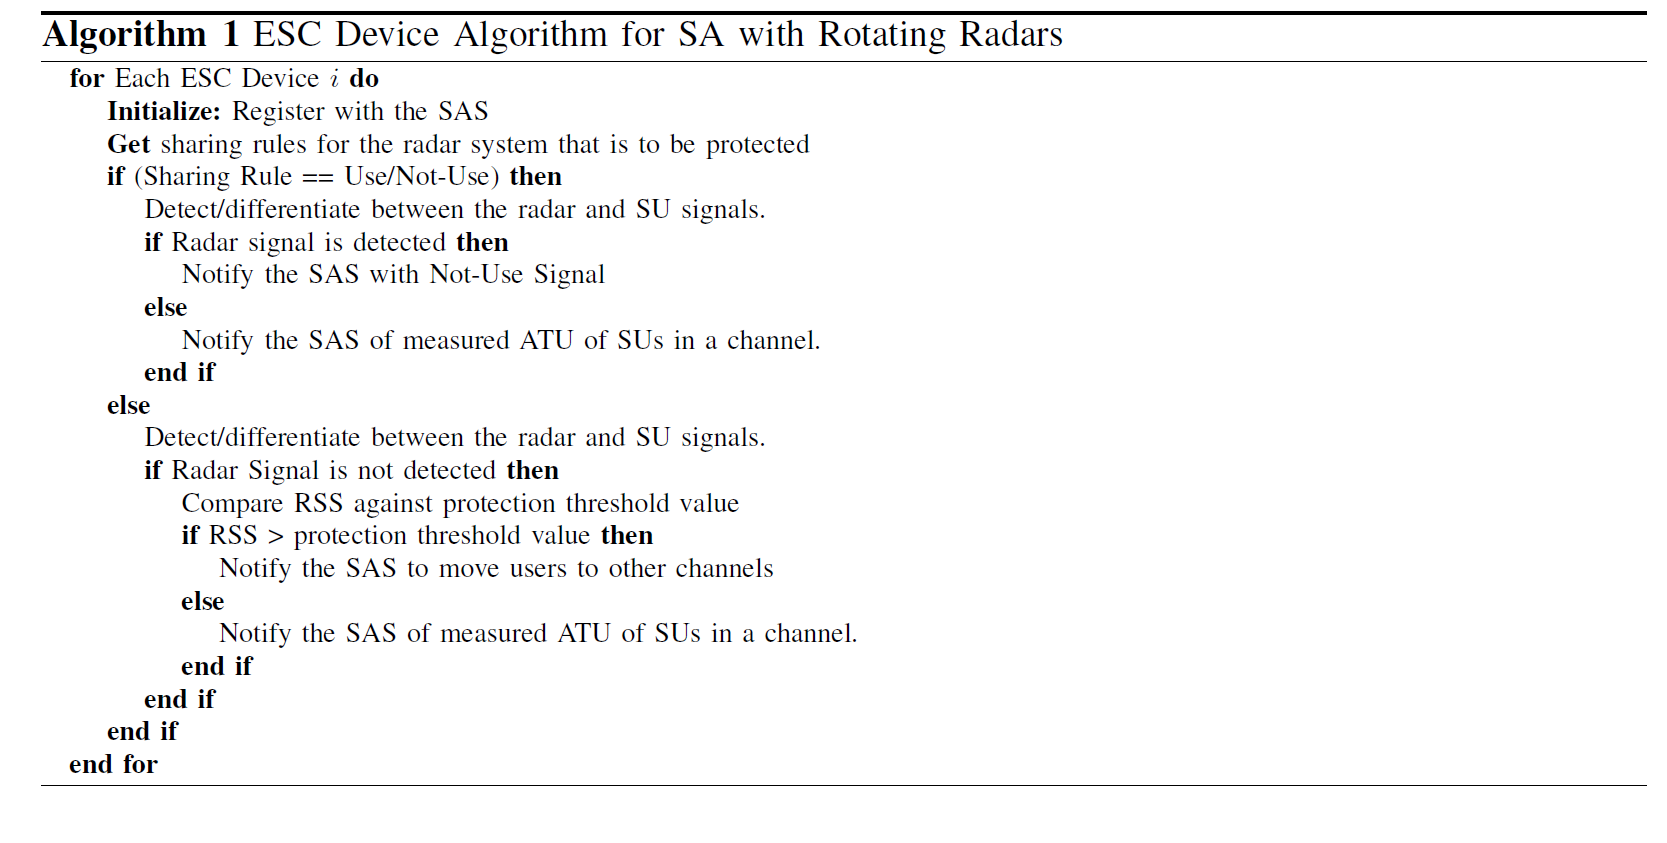 Algorithm 1 ESC Device Algorithm for SA with Rotating Radars
for Each ESC Device i do
Initialize: Register with the SAS
Get sharing rules for the radar system that is to be protected
if (Sharing Rule == Use/Not-Use) then
Detect/differentiate between the radar and SU signals.
if Radar signal is detected then
Notify the SAS with Not-Use Signal
else
Notify the SAS of measured ATU of SUs in a channel.
end if
else
Detect/differentiate between the radar and SU signals.
if Radar Signal is not detected then
Compare RSS against protection threshold value
if RSS > protection threshold value then
Notify the SAS to move users to other channels
else
Notify the SAS of measured ATU of SUs in a channel.
end if
end if
end if
end for